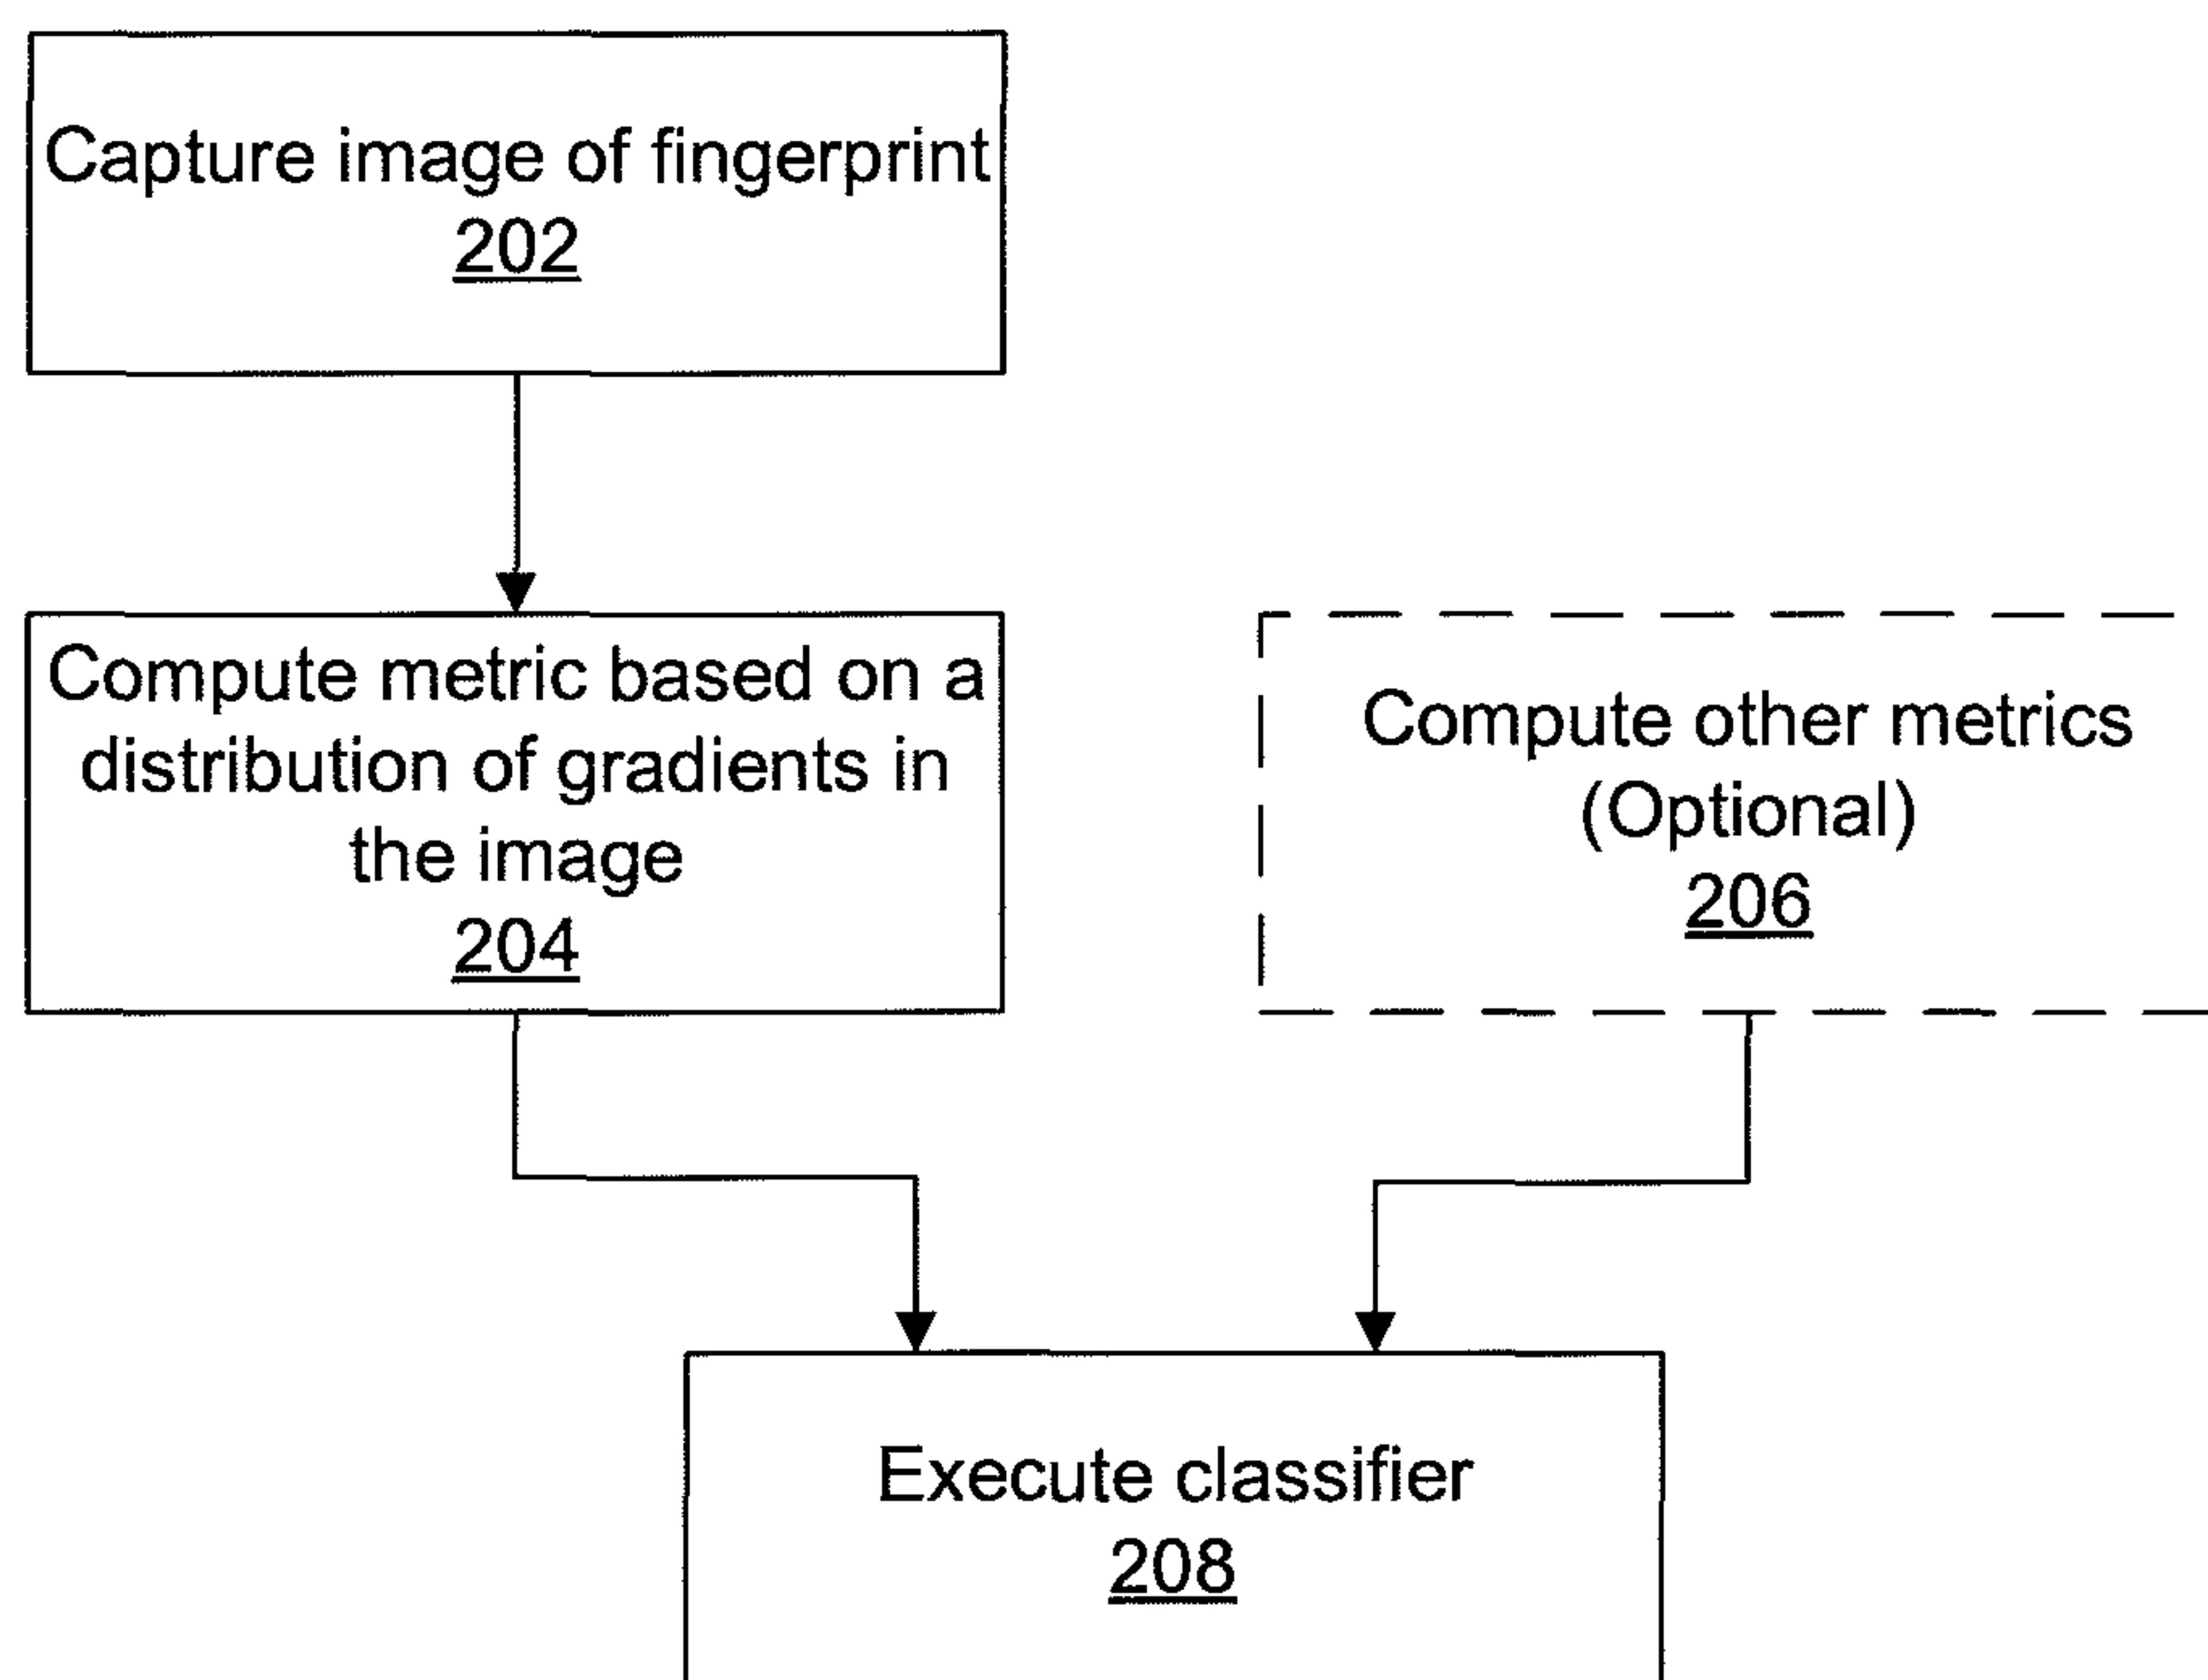 Capture image of fingerprint
202
Compute metric based on a
distribution of gradients in
the image
204
Compute other metrics
(Optional)
206
Execute classifier
208